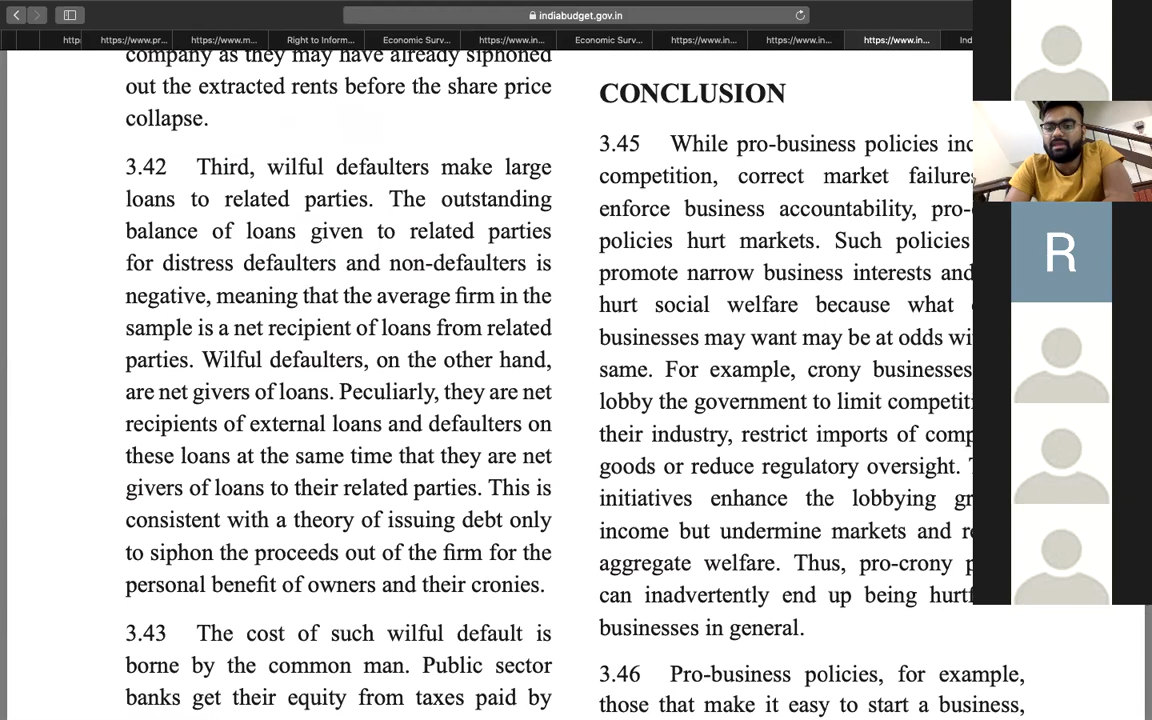 indiabudget.gov.in
http
https://www.pr...
https://www.m...
Right to Inform...
Economic Surv...
https://www.in...
Economic Surv...
https://www.in...
https://www.in...
https://www.in...
Ind
company as they may have already siphoned
out the extracted rents before the share price
collapse.
3.42 Third, wilful defaulters make large
loans to related parties. The outstanding
balance of loans given to related parties
for distress defaulters and non-defaulters is
negative, meaning that the average firm in the
sample is a net recipient of loans from related
parties. Wilful defaulters, on the other hand,
are net givers of loans. Peculiarly, they are net
recipients of external loans and defaulters on
these loans at the same time that they are net
givers of loans to their related parties. This is
consistent with a theory of issuing debt only
to siphon the proceeds out of the firm for the
personal benefit of owners and their cronies.
3.43 The cost of such wilful default is
borne by the common man. Public sector
banks get their equity from taxes paid by
CONCLUSION
3.45 While pro-business policies inc
competition, correct market failures
enforce business accountability, pro-
policies hurt markets. Such policies
promote narrow business interests and
hurt social welfare because what
businesses may want may be at odds wi
same. For example, crony businesses
lobby the government to limit competit
their industry, restrict imports of comp
goods or reduce regulatory oversight.
initiatives enhance the lobbying gr
income but undermine markets and re
aggregate welfare. Thus, pro-crony p
can inadvertently end up being hurtf
businesses in general.
3.46 Pro-business policies, for example,
those that make it easy to start a business,
R